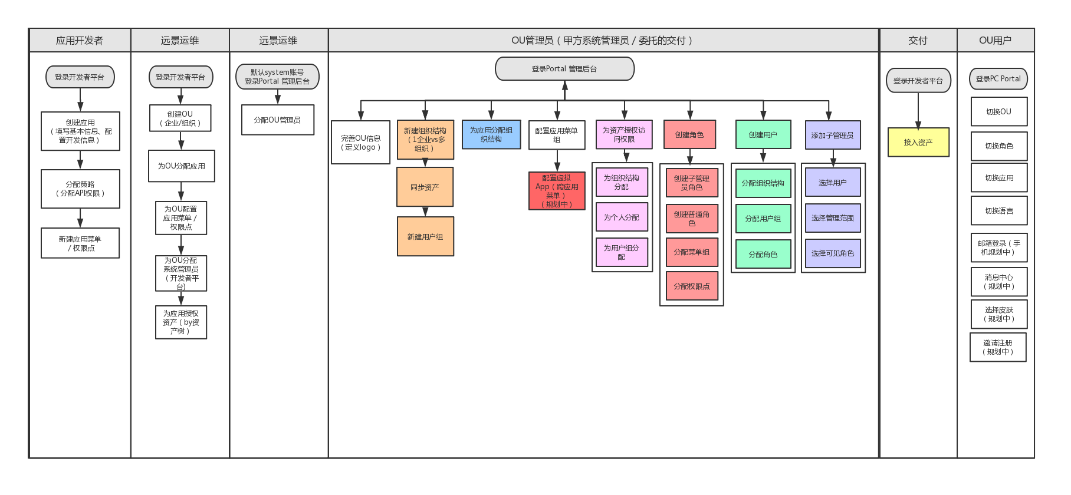 应用开发者
远景运维
远景运维
OU管理员（甲方系统管理员/委托的交付）
交付
OU用户
登录开发者平台
创建应用
（填写基本信息、配
置开发信息）
分配策略
（分配API权限）
新建应用菜单
/权限点
登录开发者平台
创建OU
（企业/组织）
为OU分配应用
为OU配置
应用菜单/
权限点
为OU分配
系统管理员
（开发者平
台）
为应用授权
资产（by资
产树）
默认system账号
登录Portal 管理后台
分配OU管理员
登录Portal 管理后台
完善OU信息
（定义logo）
新建组织结构
（1企业vs多
组织）
同步资产
新建用户组
为应用分配组
织结构
配置应用菜单
组
配置虚拟
App（跨应用
菜单）
（规划中）
为资产授权访
问权限
为组织结构
分配
为个人分配
为用户组分
配
创建角色
创建子管理
员角色
创建普通角
色
分配菜单组
分配权限点
创建用户
分配组织结构
分配用户组
分配角色
添加子管理员
选择用户
选择管理范围
选择可见角色
登录开发者平台
接入资产
登录PC Portal
切换OU
切换角色
切换应用
切换语言
邮箱登录（手
机规划中）
消息中心
（规划中）
选择皮肤
（规划中）
邀请注册
（规划中）